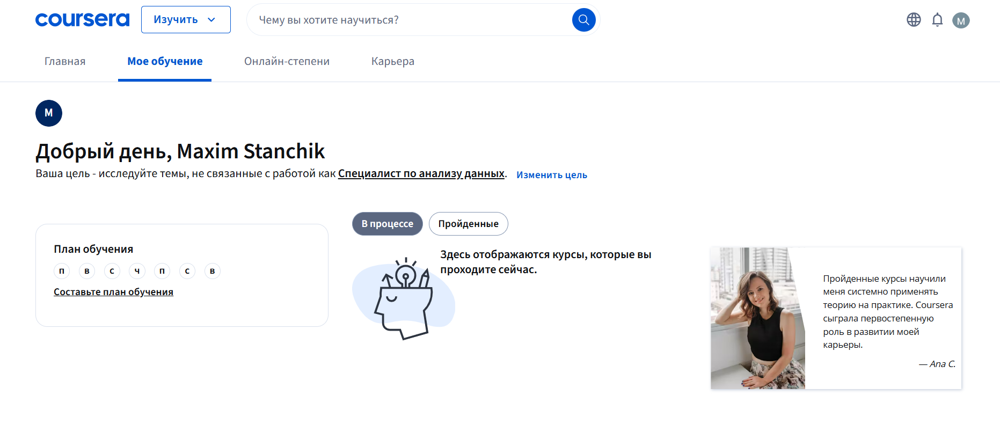 coursera
Изучить
Чему вы хотите научиться?
M
Главная
Мое обучение
Онлайн-степени
Карьера
M
Добрый день, Maxim Stanchik
Ваша цель - исследуйте темы, не связанные с работой как Специалист по анализу данных. Изменить цель
В процессе
Пройденные
План обучения
П В С Ч П С В
Составьте план обучения
Здесь отображаются курсы, которые вы
проходите сейчас.
Пройденные курсы научили
меня системно применять
теорию на практике. Coursera
сыграла первостепенную
роль в развитии моей
карьеры.
— Ana C.